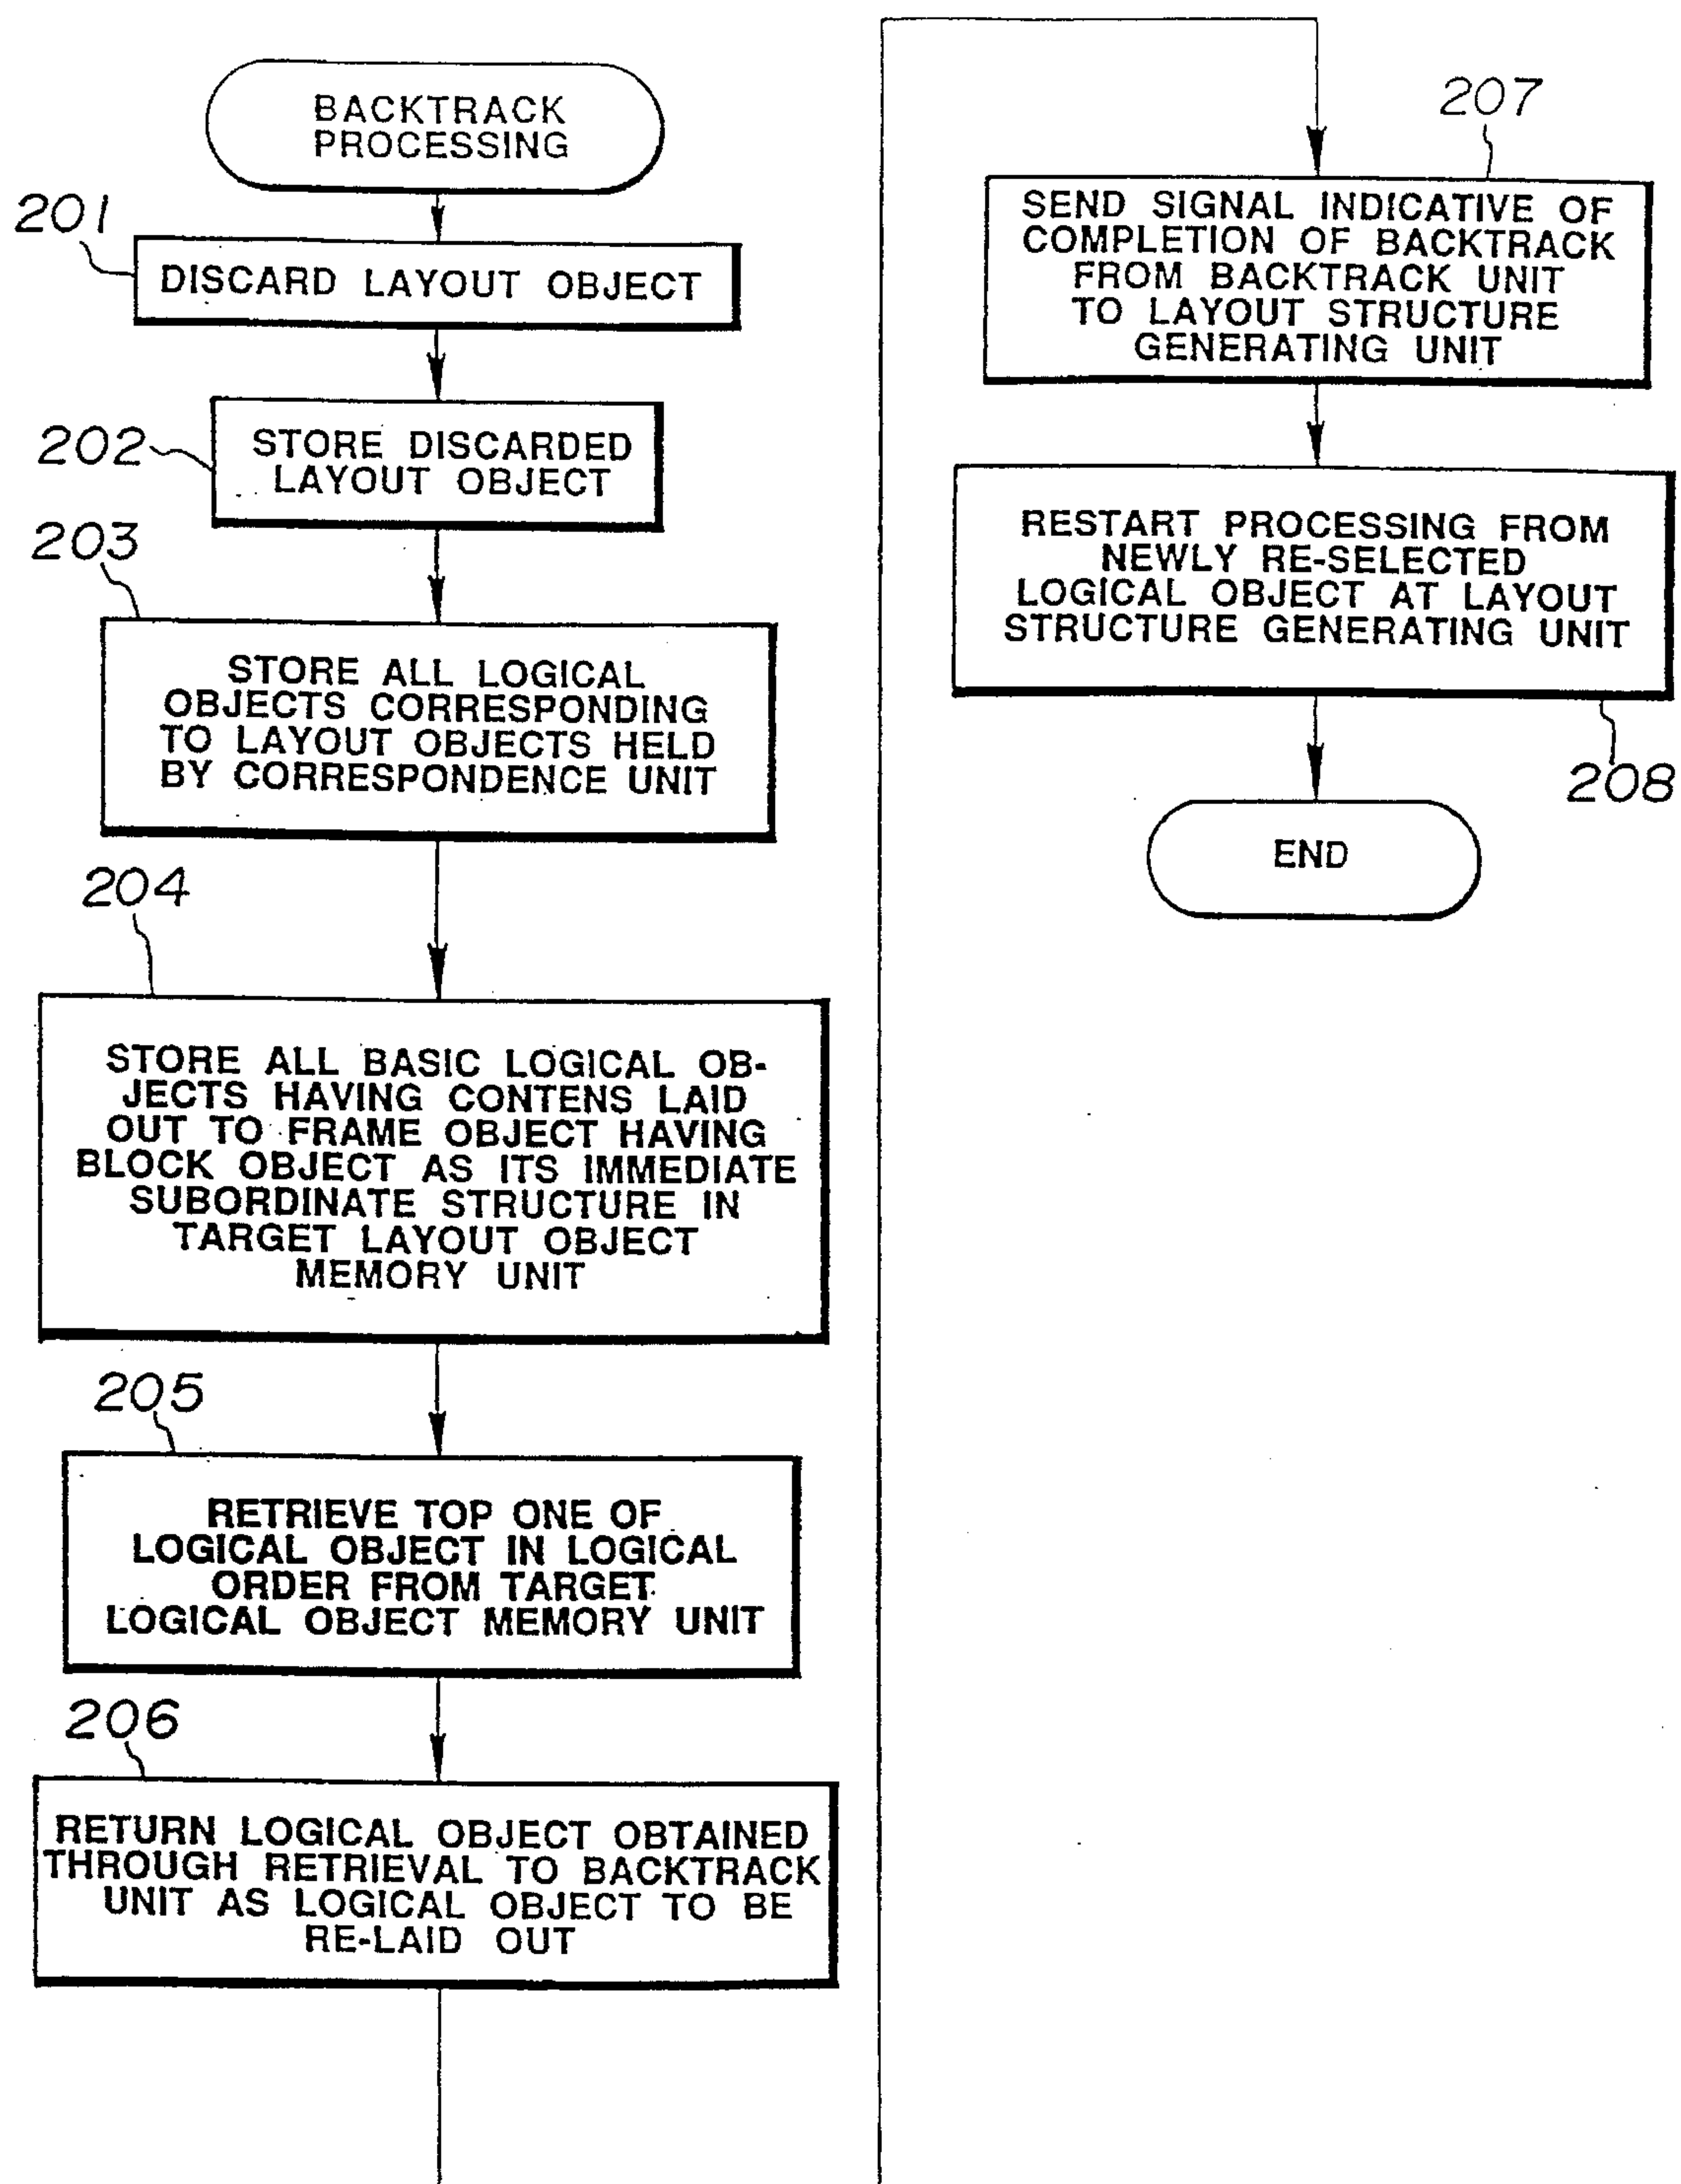 BACKTRACK
PROCESSING
201
DISCARD LAYOUT OBJECT
202
STORE DISCARDED
LAYOUT OBJECT
203
STORE ALL LOGICAL
OBJECTS CORRESPONDING
TO LAYOUT OBJECTS HELD
BY CORRESPONDENCE UNIT
204
STORE ALL BASIC LOGICAL OB-
JECTS HAVING CONTENS LAID
OUT TO FRAME OBJECT HAVING
BLOCK OBJECT AS ITS IMMEDIATE
SUBORDINATE STRUCTURE IN
TARGET LAYOUT OBJECT
MEMORY UNIT
205
RETRIEVE TOP ONE OF
LOGICAL OBJECT IN LOGICAL
ORDER FROM TARGET
LOGICAL OBJECT MEMORY UNIT
206
RETURN LOGICAL OBJECT OBTAINED
THROUGH RETRIEVAL TO BACKTRACK
UNIT AS LOGICAL OBJECT TO BE
RE-LAID OUT
207
SEND SIGNAL INDICATIVE OF
COMPLETION OF BACKTRACK
FROM BACKTRACK UNIT
TO LAYOUT STRUCTURE
GENERATING UNIT
RESTART PROCESSING FROM
NEWLY RE-SELECTED
LOGICAL OBJECT AT LAYOUT
STRUCTURE GENERATING UNIT
208
END